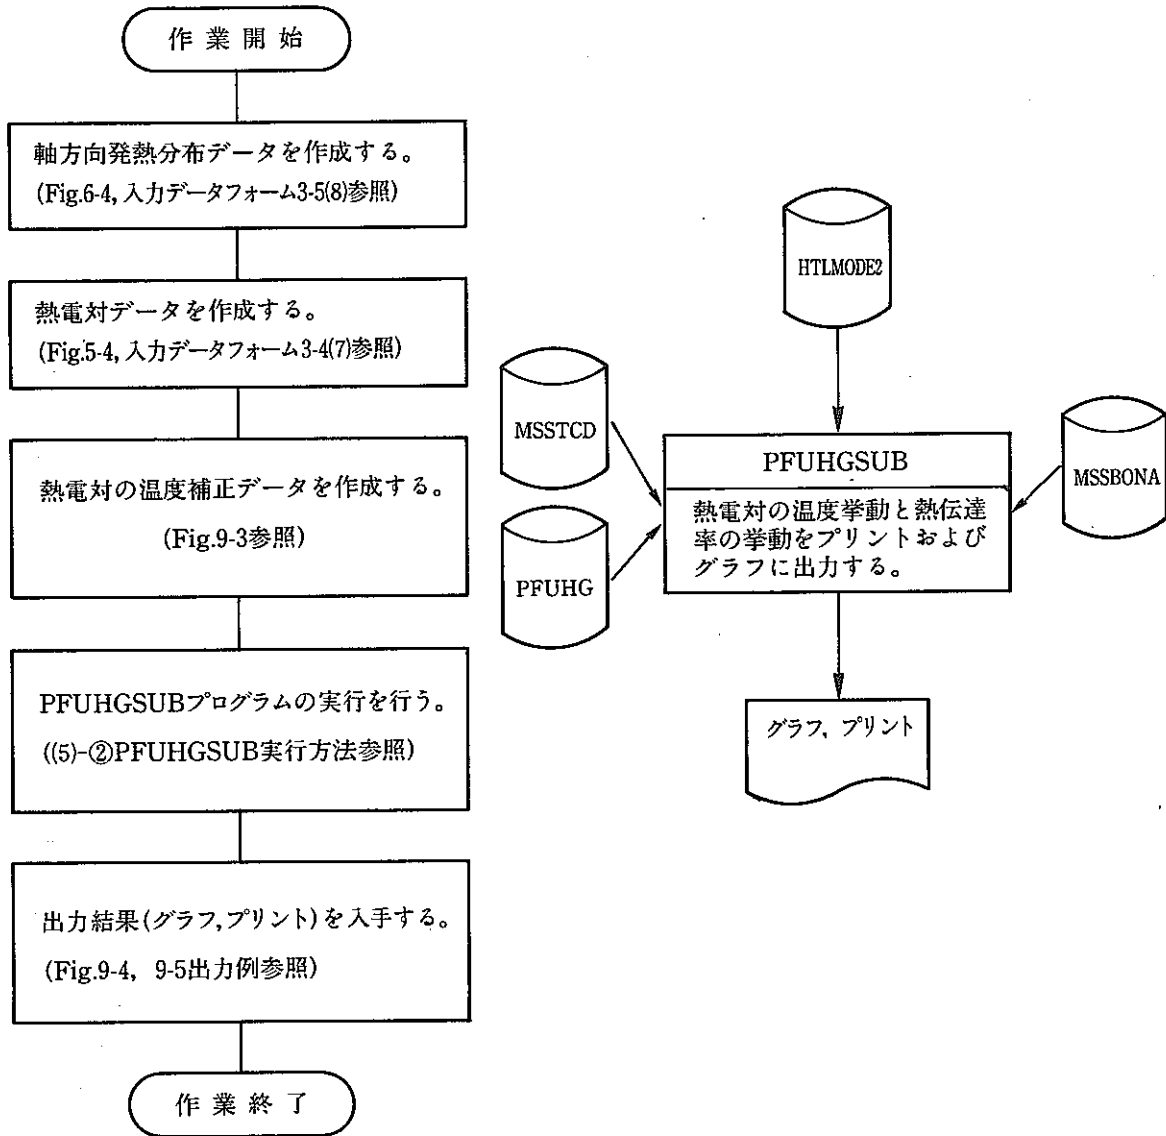 作業開始
軸方向発熱分布データを作成する。
(Fig.6-4, 入力データフォーム3-5(8)参照)
熱電対データを作成する。
(Fig.5-4, 入力データフォーム3-4(7)参照)
熱電対の温度補正データを作成する。
(Fig.9-3参照)
PFUHGSUBプログラムの実行を行う。
((5)-②PFUHGSUB実行方法参照)
出力結果(グラフ,プリント)を入手する。
(Fig.9-4, 9-5出力例参照)
作業終了
HTLMODE2
MSSTCD
PFUHG
MSSBONA
PFUHGSUB
熱電対の温度挙動と熱伝達
率の挙動をプリントおよび
グラフに出力する。
グラフ, プリント